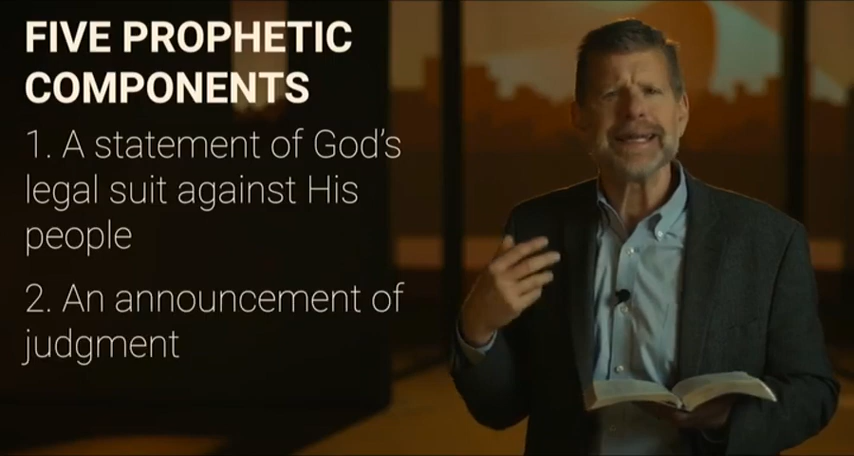 FIVE PROPHETIC
COMPONENTS
1. A statement of God’s
legal suit against His
people
2. An announcement of
judgment